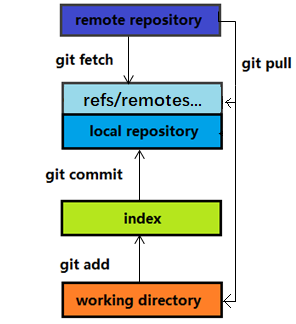 remote repository
git fetch
git pull
refs/remotes...
local repository
git commit
index
git add
working directory